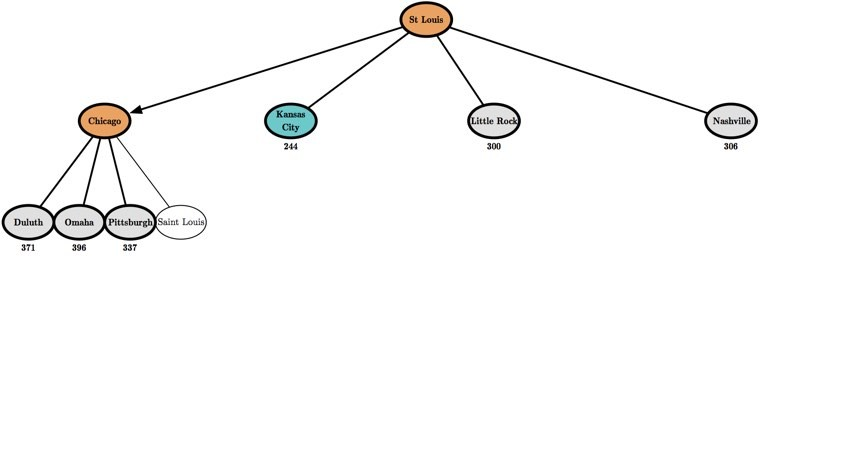 St Louis
Chicago
Kansas
City
Little Rock
Nashville
244
300
306
Duluth
Omaha
Pittsburgh
Saint Louis
371
396
337